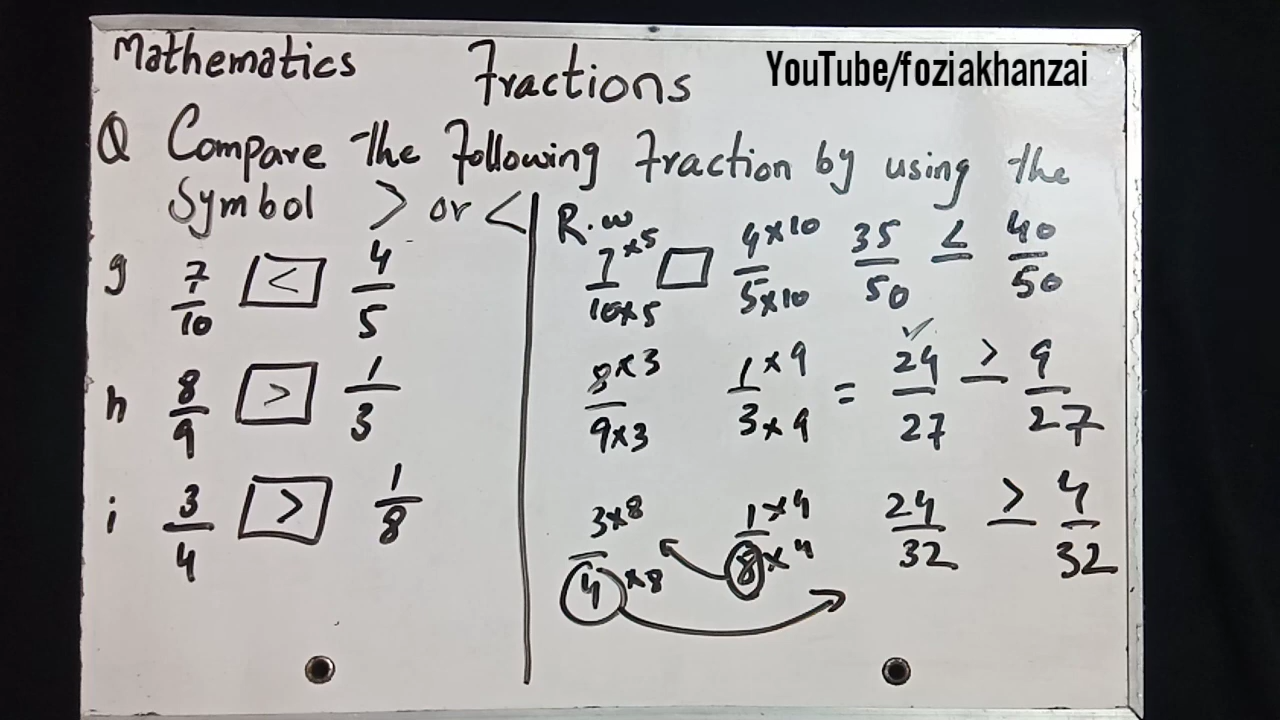 Mathematics Fractions
YouTube/foziakhanzai
Q Compare the following fraction by using the
Symbol > or <
g 7/10 < 4/5
h 8/9 > 1/3
i 3/4 > 1/8
R.w
7×5/10×5 □ 4×10/5×10 35/50 < 40/50
8×3/9×3 1×9/3×9 = 24/27 > 9/27
3×8/4×8 1×4/8×4 24/32 > 4/32